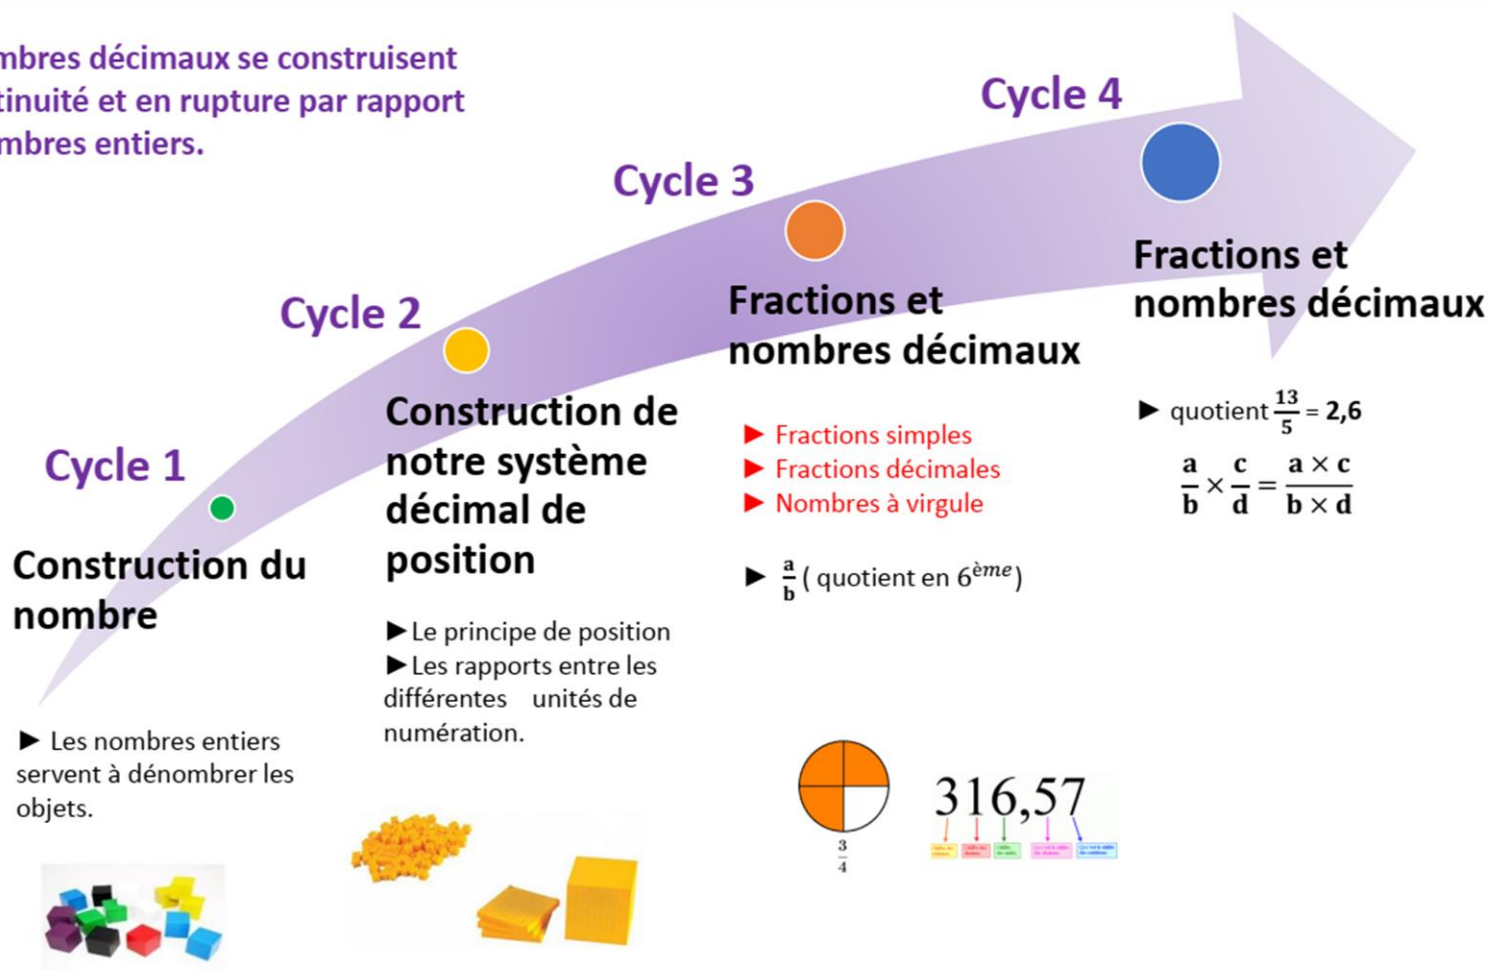 mbres décimaux se construisent
tinuité et en rupture par rapport
mbres entiers.
Cycle 1
Construction du
nombre
► Les nombres entiers
servent à dénombrer les
objets.
Cycle 2
Construction de
notre système
décimal de
position
►Le principe de position
►Les rapports entre les
différentes unités de
numération.
Cycle 3
Fractions et
nombres décimaux
► Fractions simples
► Fractions décimales
► Nombres à virgule
► a/b ( quotient en 6ème)
3/4
316,57
Cycle 4
Fractions et
nombres décimaux
► quotient 13/5 = 2,6
a/b × c/d = a × c / b × d